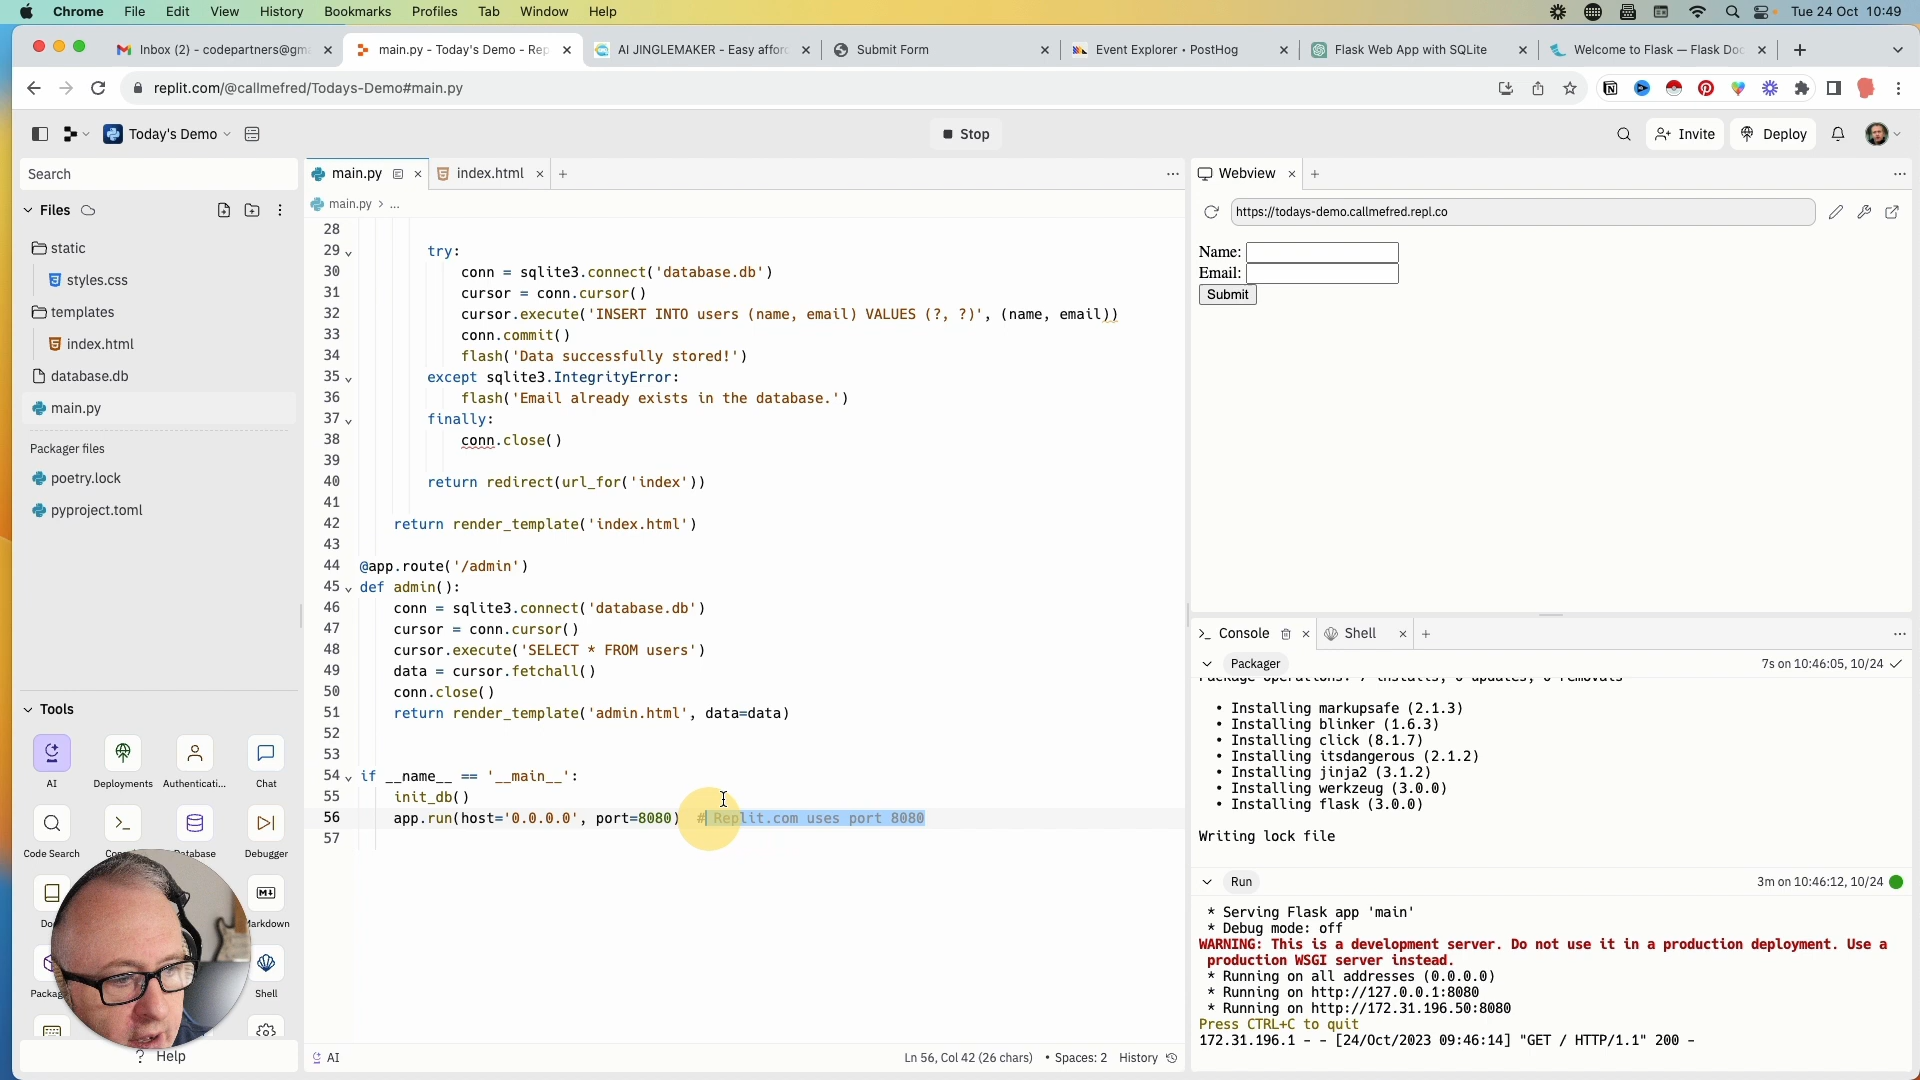 Chrome File Edit View History Bookmarks Profiles Tab Window Help Tue 24 Oct 10:49
Inbox (2) - codepartners@gm
main.py - Today's Demo - Rep
AI JINGLEMAKER - Easy affor
Submit Form
Event Explorer • PostHog
Flask Web App with SQLite
Welcome to Flask — Flask Doc
replit.com/@callmefred/Todays-Demo#main.py
Today's Demo
Stop
Invite
Deploy
Search
Files
static
styles.css
templates
index.html
database.db
main.py
Packager files
poetry.lock
pyproject.toml
Tools
AI
Deployments
Authenticati...
Chat
Code Search
Database
Debugger
Markdown
Shell
? Help
main.py
index.html
main.py > ...
28
29 try:
30 conn = sqlite3.connect('database.db')
31 cursor = conn.cursor()
32 cursor.execute('INSERT INTO users (name, email) VALUES (?, ?)', (name, email))
33 conn.commit()
34 flash('Data successfully stored!')
35 except sqlite3.IntegrityError:
36 flash('Email already exists in the database.')
37 finally:
38 conn.close()
39
40 return redirect(url_for('index'))
41
42 return render_template('index.html')
43
44 @app.route('/admin')
45 def admin():
46 conn = sqlite3.connect('database.db')
47 cursor = conn.cursor()
48 cursor.execute('SELECT * FROM users')
49 data = cursor.fetchall()
50 conn.close()
51 return render_template('admin.html', data=data)
52
53
54 if __name__ == '__main__':
55 init_db()
56 app.run(host='0.0.0.0', port=8080) # Replit.com uses port 8080
57
AI
Ln 56, Col 42 (26 chars) • Spaces: 2 History
Webview
https://todays-demo.callmefred.repl.co
Name:
Email:
Submit
Console
Shell
Packager 7s on 10:46:05, 10/24
Package operations: 7 installs, 0 updates, 0 removals
• Installing markupsafe (2.1.3)
• Installing blinker (1.6.3)
• Installing click (8.1.7)
• Installing itsdangerous (2.1.2)
• Installing jinja2 (3.1.2)
• Installing werkzeug (3.0.0)
• Installing flask (3.0.0)
Writing lock file
Run 3m on 10:46:12, 10/24
* Serving Flask app 'main'
* Debug mode: off
WARNING: This is a development server. Do not use it in a production deployment. Use a
production WSGI server instead.
* Running on all addresses (0.0.0.0)
* Running on http://127.0.0.1:8080
* Running on http://172.31.196.50:8080
Press CTRL+C to quit
172.31.196.1 - - [24/Oct/2023 09:46:14] "GET / HTTP/1.1" 200 -